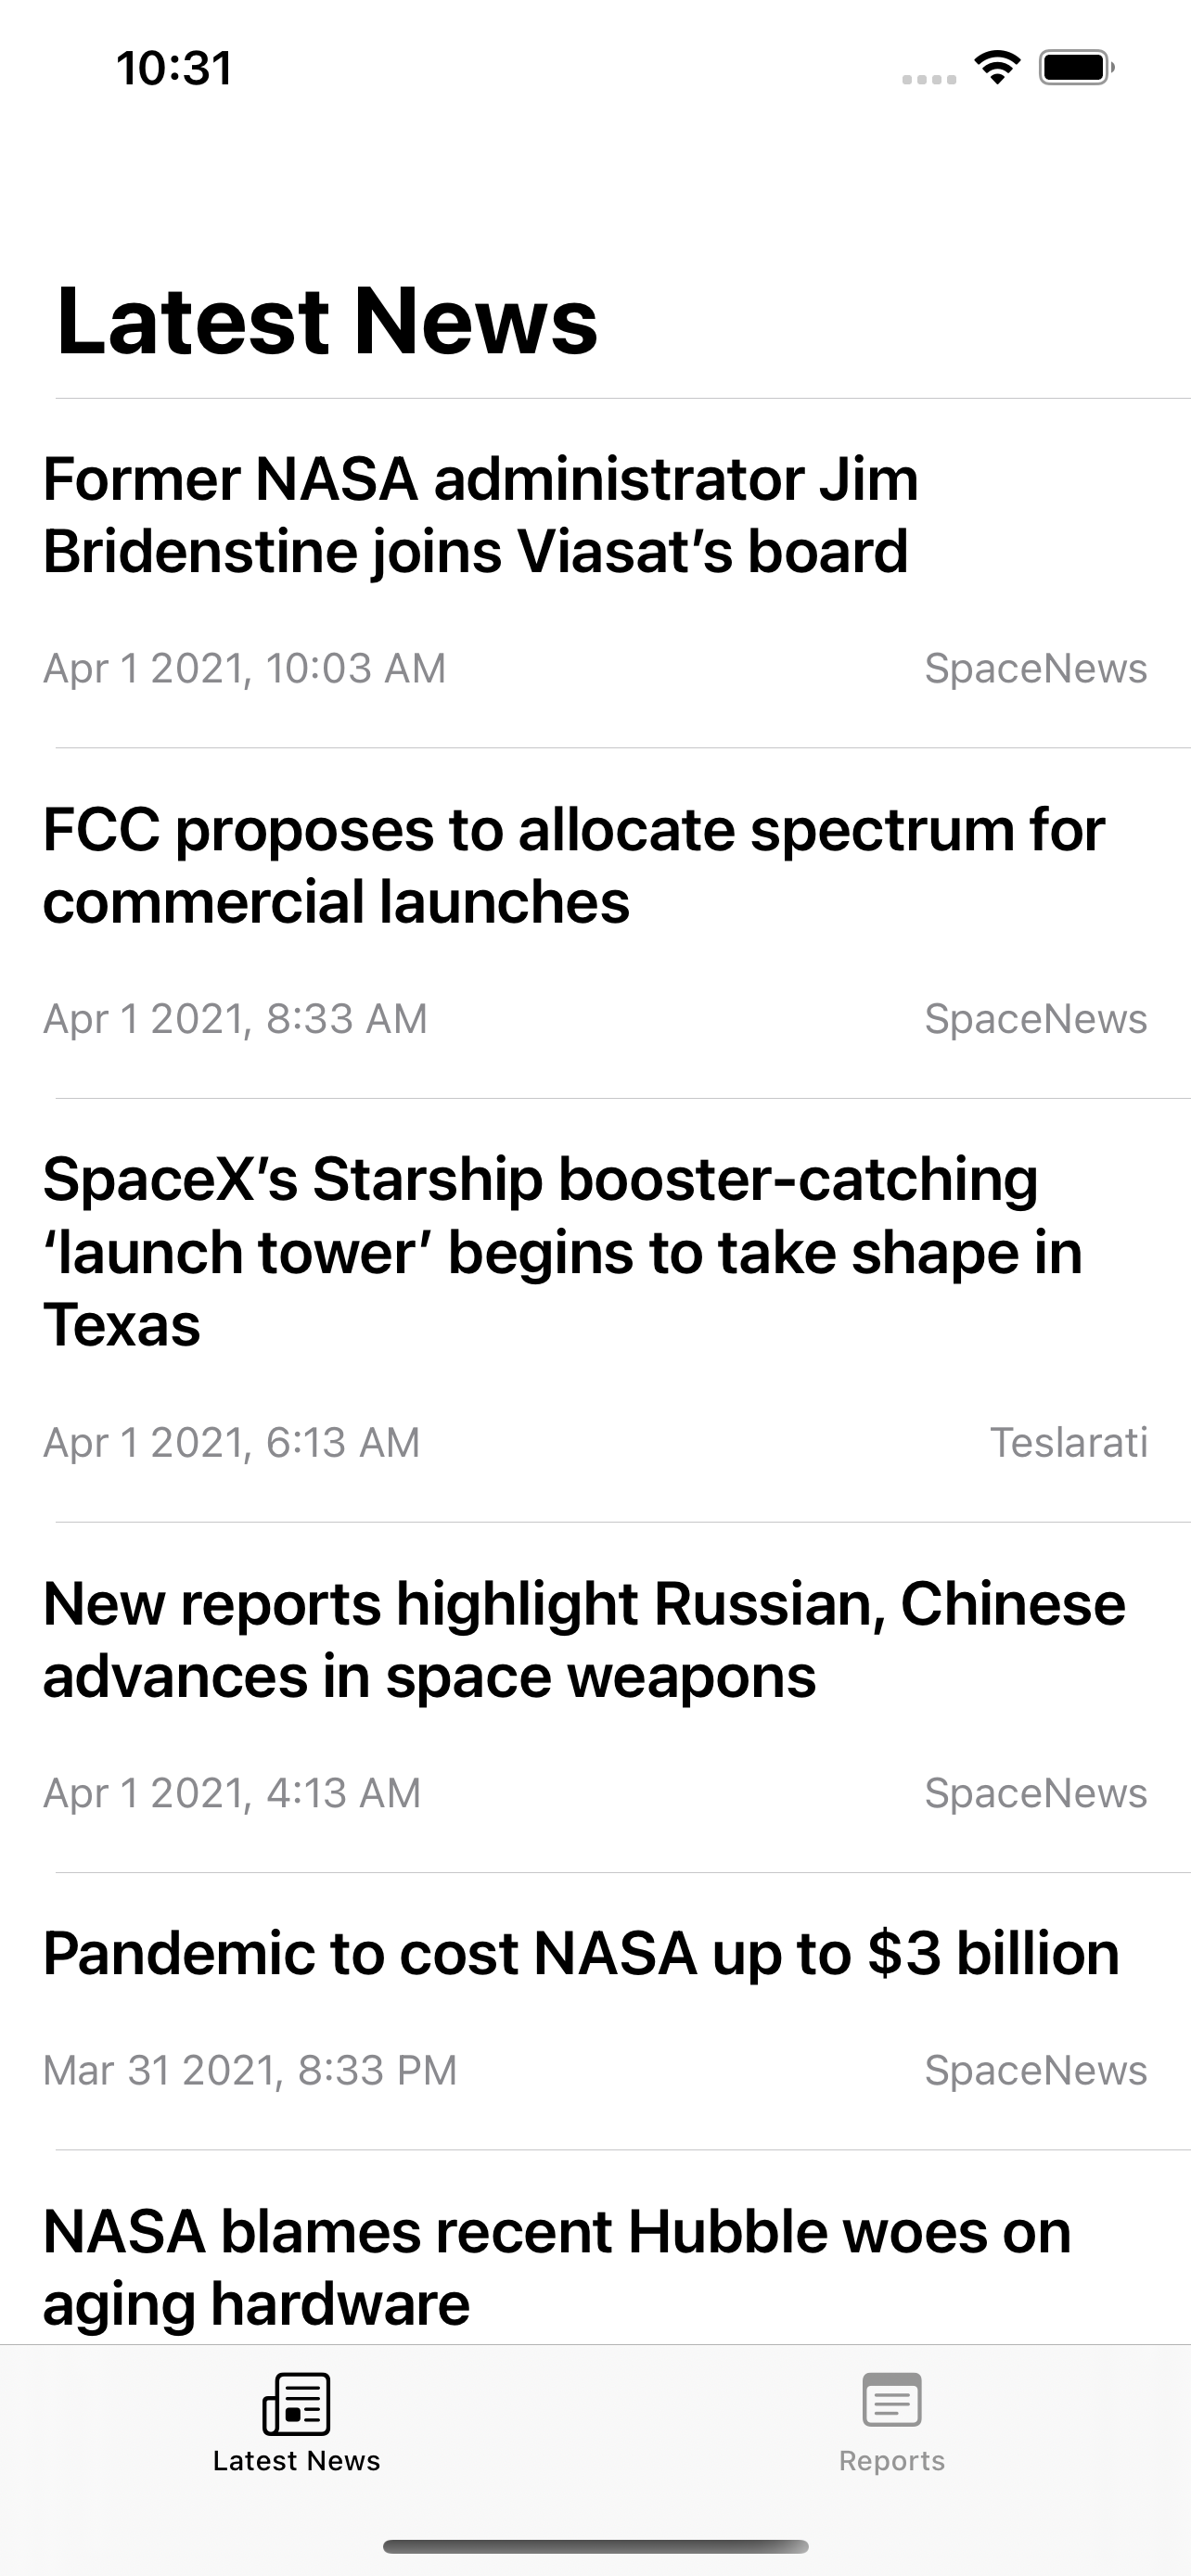 10:31
Latest News
Former NASA administrator Jim
Bridenstine joins Viasat’s board
Apr 1 2021, 10:03 AM SpaceNews
FCC proposes to allocate spectrum for
commercial launches
Apr 1 2021, 8:33 AM SpaceNews
SpaceX’s Starship booster-catching
‘launch tower’ begins to take shape in
Texas
Apr 1 2021, 6:13 AM Teslarati
New reports highlight Russian, Chinese
advances in space weapons
Apr 1 2021, 4:13 AM SpaceNews
Pandemic to cost NASA up to $3 billion
Mar 31 2021, 8:33 PM SpaceNews
NASA blames recent Hubble woes on
aging hardware
Latest News Reports